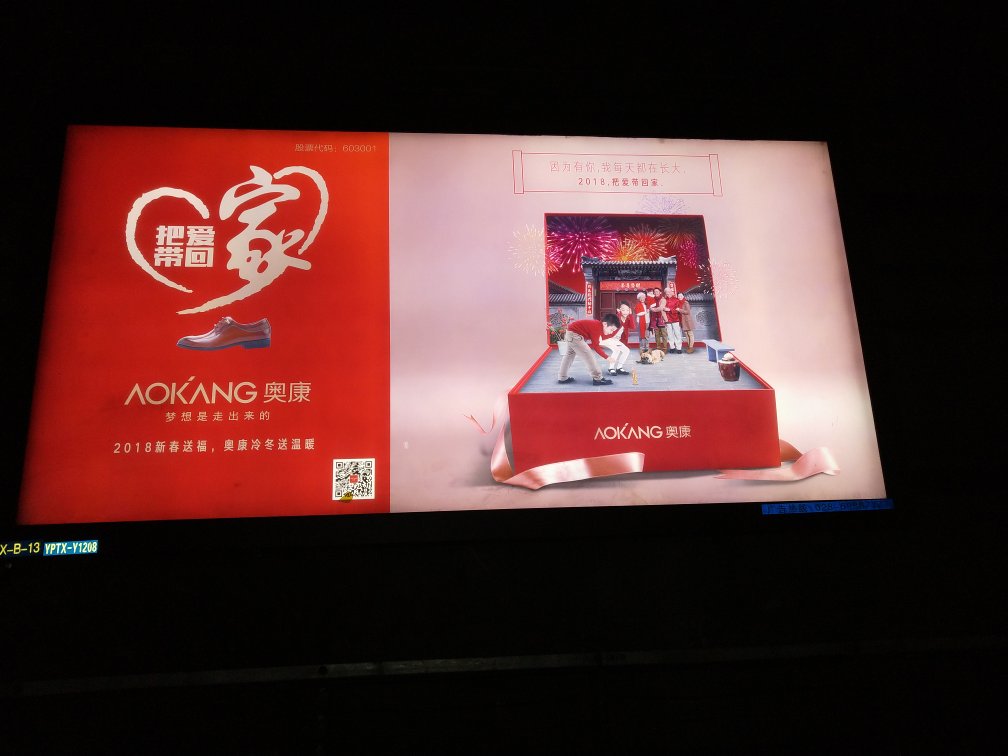 股票代码：603001
把爱
带回
家
AOKANG 奥康
梦想是走出来的
2018新春送福，奥康冷冬送温暖
因为有你，我每天都在长大.
2018，把爱带回家.
AOKANG 奥康
X-B-13 YPTX-Y1208